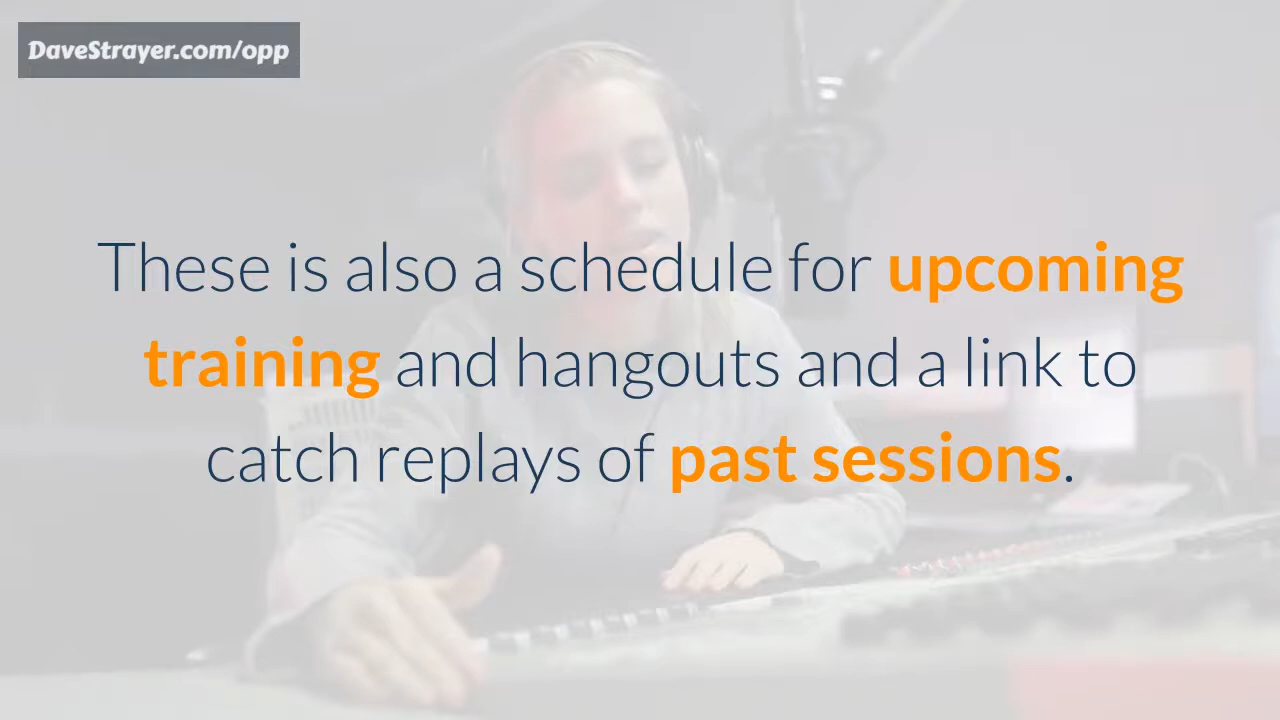 DaveStrayer.com/opp
These is also a schedule for upcoming
training and hangouts and a link to
catch replays of past sessions.